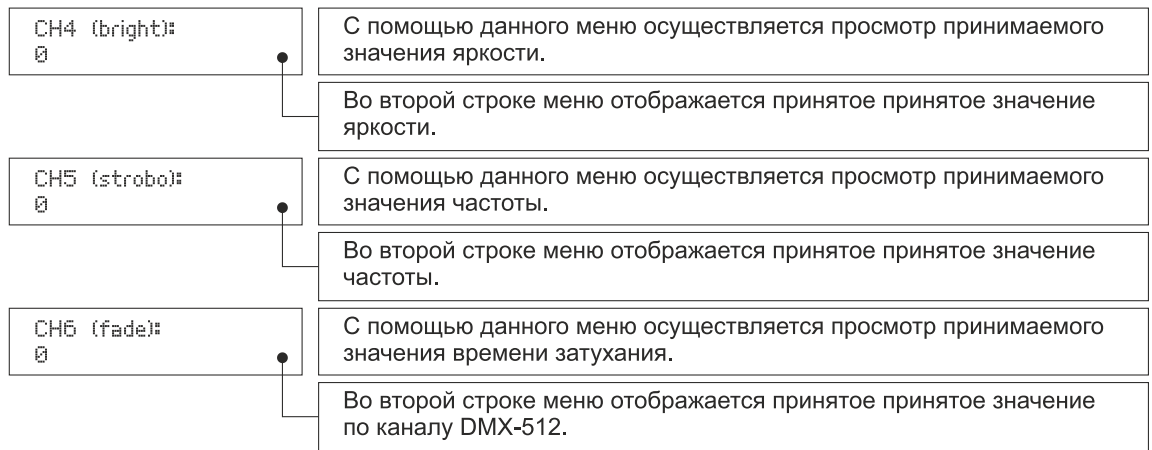 CH4 (bright):
0
С помощью данного меню осуществляется просмотр принимаемого
значения яркости.
Во второй строке меню отображается принятое принятое значение
яркости.
CH5 (strobo):
0
С помощью данного меню осуществляется просмотр принимаемого
значения частоты.
Во второй строке меню отображается принятое принятое значение
частоты.
CH6 (fade):
0
С помощью данного меню осуществляется просмотр принимаемого
значения времени затухания.
Во второй строке меню отображается принятое принятое значение
по каналу DMX-512.